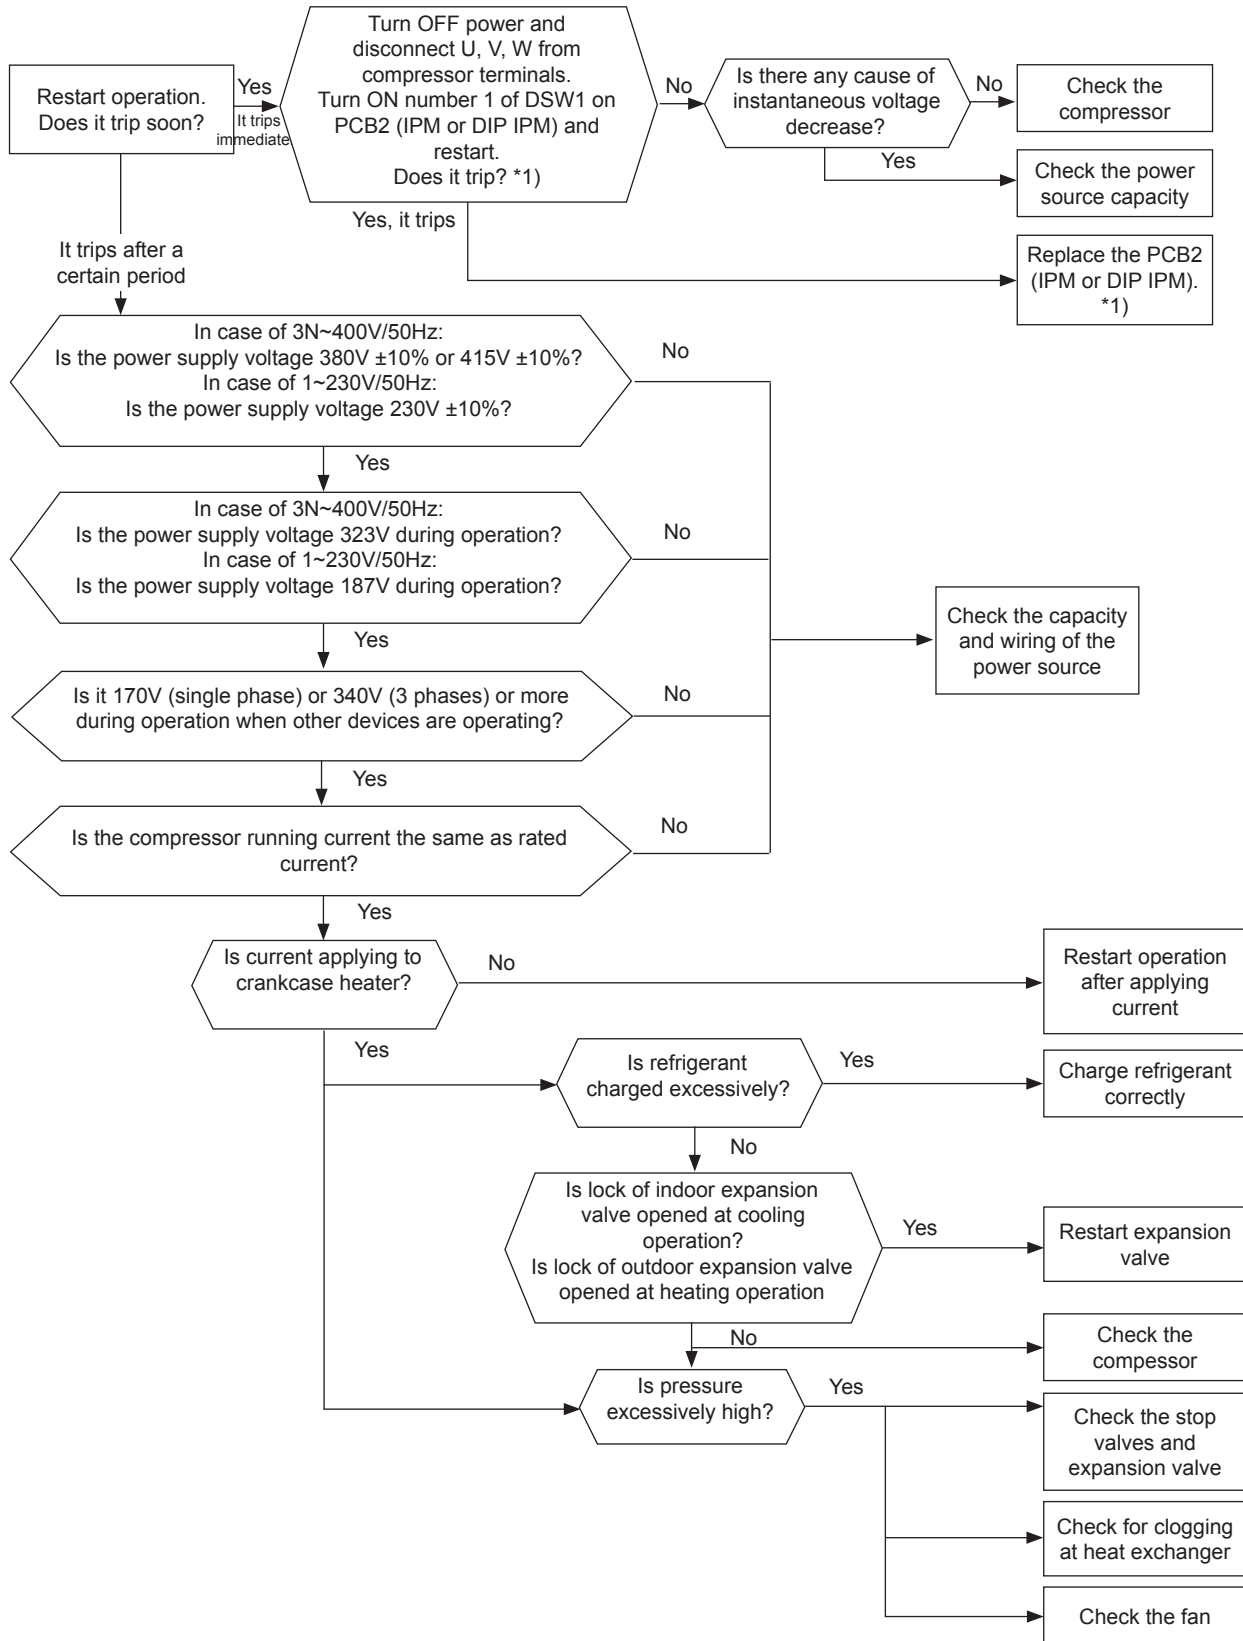 Restart operation.
Does it trip soon?
Yes
It trips
immediate
Turn OFF power and
disconnect U, V, W from
compressor terminals.
Turn ON number 1 of DSW1 on
PCB2 (IPM or DIP IPM) and
restart.
Does it trip? *1)
No
Is there any cause of
instantaneous voltage
decrease?
No
Check the
compressor
Yes
Check the power
source capacity
Yes, it trips
Replace the PCB2
(IPM or DIP IPM).
*1)
It trips after a
certain period
In case of 3N~400V/50Hz:
Is the power supply voltage 380V ±10% or 415V ±10%?
In case of 1~230V/50Hz:
Is the power supply voltage 230V ±10%?
No
Yes
In case of 3N~400V/50Hz:
Is the power supply voltage 323V during operation?
In case of 1~230V/50Hz:
Is the power supply voltage 187V during operation?
No
Yes
Check the capacity
and wiring of the
power source
Is it 170V (single phase) or 340V (3 phases) or more
during operation when other devices are operating?
No
Yes
Is the compressor running current the same as rated
current?
No
Yes
Is current applying to
crankcase heater?
No
Restart operation
after applying
current
Yes
Is refrigerant
charged excessively?
Yes
Charge refrigerant
correctly
No
Is lock of indoor expansion
valve opened at cooling
operation?
Is lock of outdoor expansion valve
opened at heating operation
Yes
Restart expansion
valve
No
Check the
compessor
Is pressure
excessively high?
Yes
Check the stop
valves and
expansion valve
Check for clogging
at heat exchanger
Check the fan